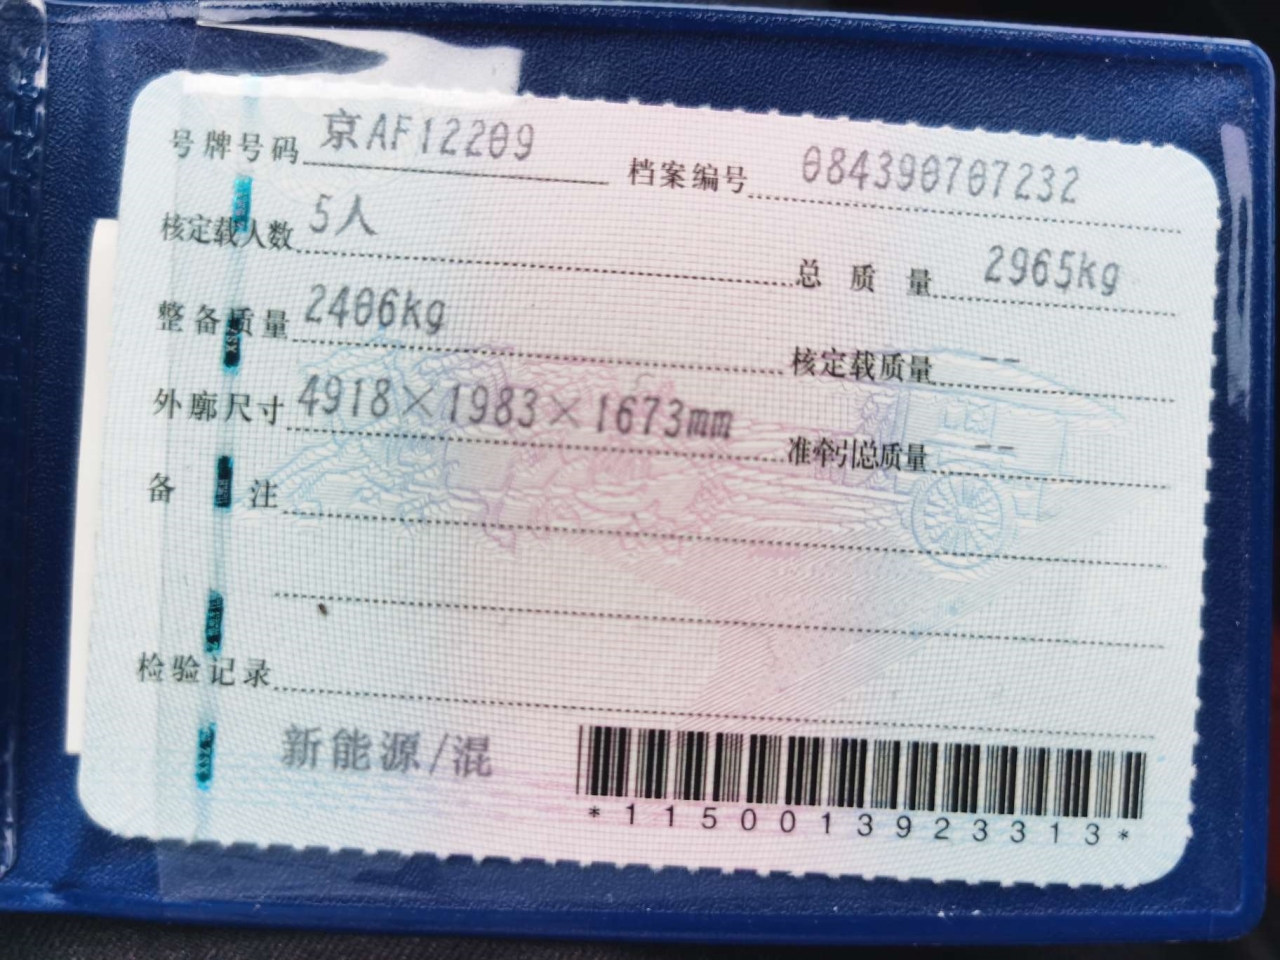 号牌号码 京AF12209 档案编号 084390707232
核定载人数 5人 总质量 2965kg
整备质量 2406kg 核定载质量 --
外廓尺寸 4918×1983×1673mm 准牵引总质量 --
备注
检验记录
新能源/混
*1150013923313*